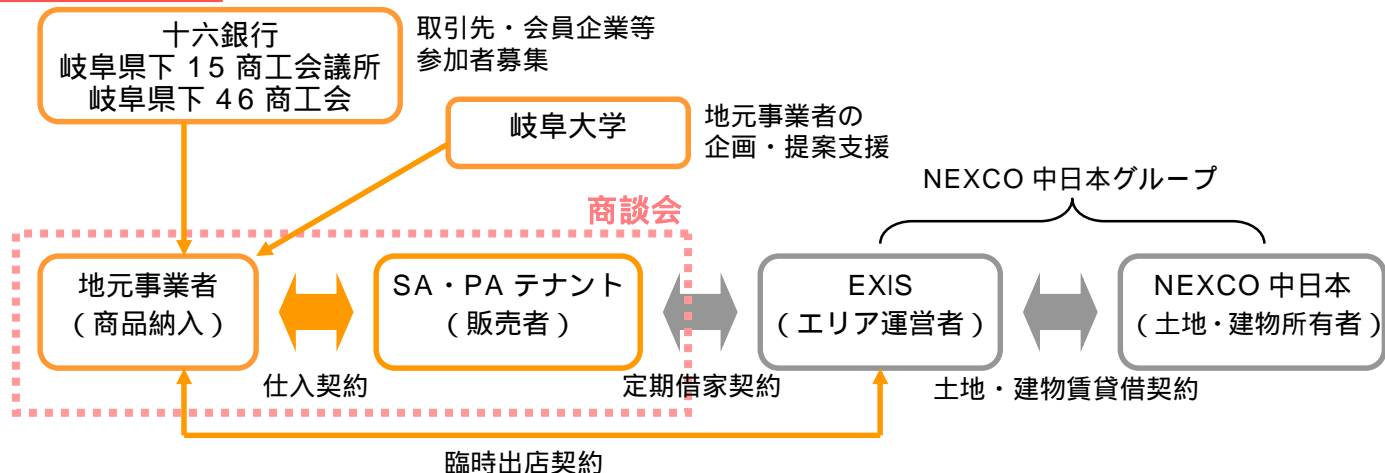 十六銀行
岐阜県下 15 商工会議所
岐阜県下 46 商工会
取引先・会員企業等
参加者募集
岐阜大学
地元事業者の
企画・提案支援
NEXCO 中日本グループ
商談会
地元事業者
（商品納入）
SA・PA テナント
（販売者）
EXIS
（エリア運営者）
NEXCO 中日本
（土地・建物所有者）
仕入契約
定期借家契約
土地・建物賃貸借契約
臨時出店契約